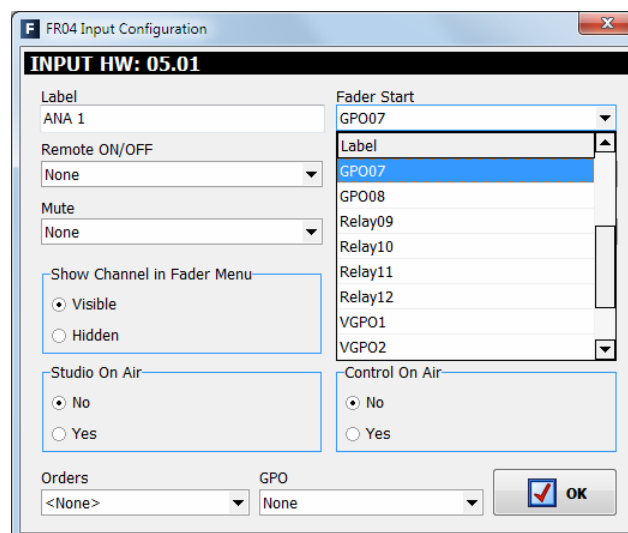 F FR04 Input Configuration
INPUT HW: 05.01
Label
ANA 1
Fader Start
GPO07
Label
GPO07
GPO08
Relay09
Relay10
Relay11
Relay12
VGPO1
VGPO2
Remote ON/OFF
None
Mute
None
Show Channel in Fader Menu
Visible
Hidden
Studio On Air
No
Yes
Control On Air
No
Yes
Orders
<None>
GPO
None
OK